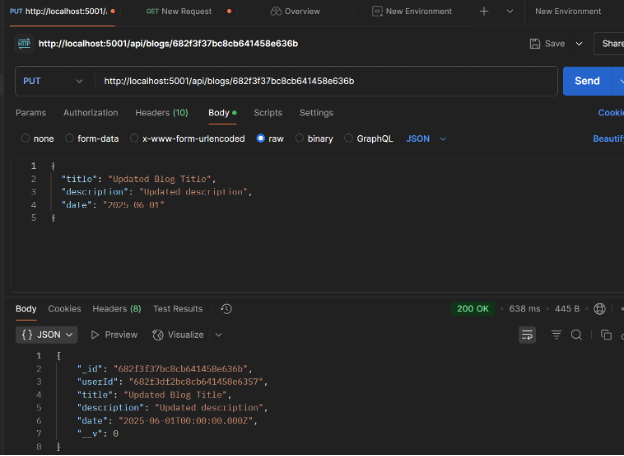 PUT http://localhost:5001/
GET New Request
Overview
New Environment
New Environment
http://localhost:5001/api/blogs/682f3f37bc8cb641458e636b
Save
Share
PUT
http://localhost:5001/api/blogs/682f3f37bc8cb641458e636b
Send
Params Authorization Headers (10) Body Scripts Settings
Cookie
none form-data x-www-form-urlencoded raw binary GraphQL JSON
Beautif
1 {
2 "title": "Updated Blog Title",
3 "description": "Updated description",
4 "date": "2025-06-01"
5 }
Body Cookies Headers (8) Test Results
200 OK • 638 ms • 445 B
{} JSON Preview Visualize
1 {
2 "_id": "682f3f37bc8cb641458e636b",
3 "userId": "682f3df2bc8cb641458e6357",
4 "title": "Updated Blog Title",
5 "description": "Updated description",
6 "date": "2025-06-01T00:00:00.000Z",
7 "__v": 0
8 }